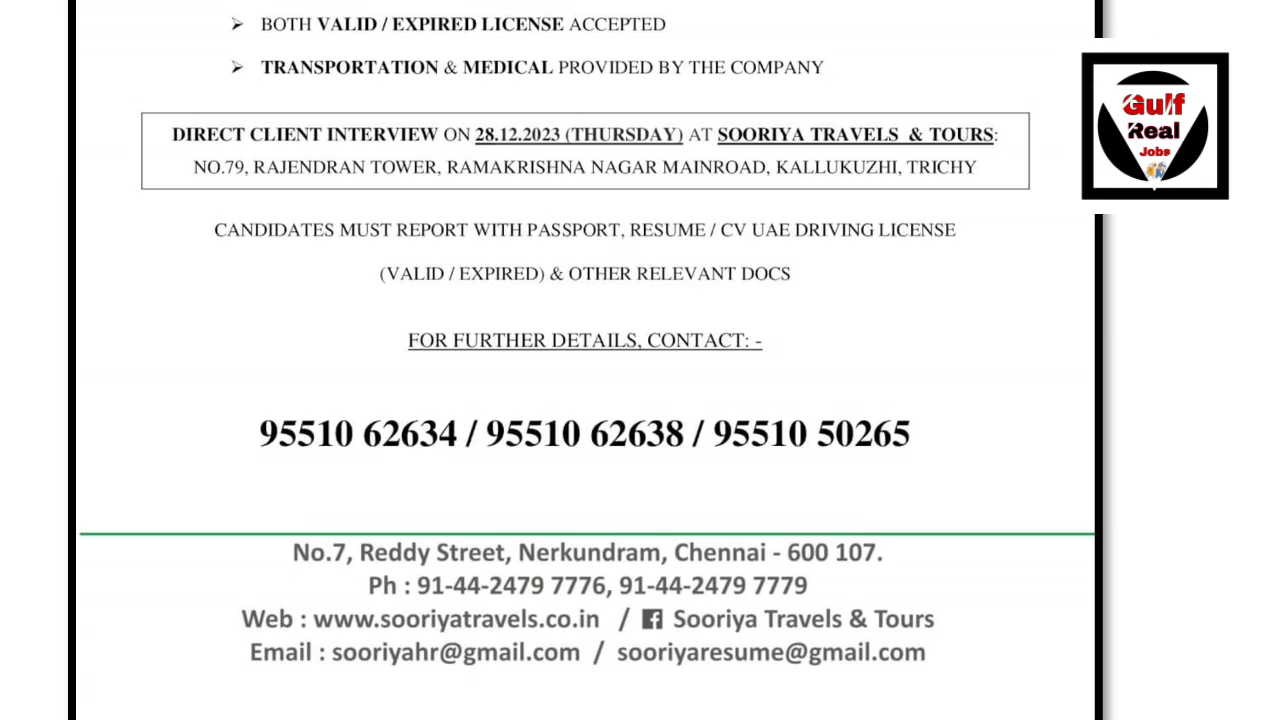 ➢ BOTH VALID / EXPIRED LICENSE ACCEPTED
➢ TRANSPORTATION & MEDICAL PROVIDED BY THE COMPANY
DIRECT CLIENT INTERVIEW ON 28.12.2023 (THURSDAY) AT SOORIYA TRAVELS & TOURS:
NO.79, RAJENDRAN TOWER, RAMAKRISHNA NAGAR MAINROAD, KALLUKUZHI, TRICHY
CANDIDATES MUST REPORT WITH PASSPORT, RESUME / CV UAE DRIVING LICENSE
(VALID / EXPIRED) & OTHER RELEVANT DOCS
FOR FURTHER DETAILS, CONTACT: -
95510 62634 / 95510 62638 / 95510 50265
No.7, Reddy Street, Nerkundram, Chennai - 600 107.
Ph : 91-44-2479 7776, 91-44-2479 7779
Web : www.sooriyatravels.co.in / f Sooriya Travels & Tours
Email : sooriyahr@gmail.com / sooriyaresume@gmail.com
Gulf
Real
Jobs